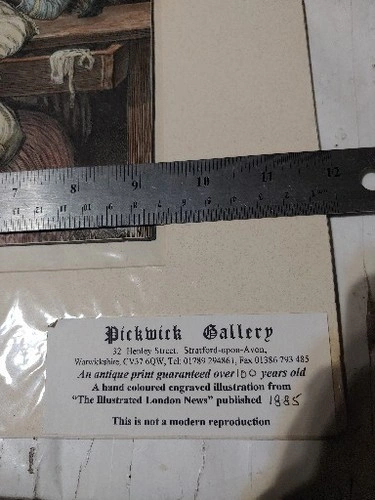 7 8 9 10 11 12
Pickwick Gallery
32 Henley Street, Stratford-upon-Avon,
Warwickshire, CV37 6QW, Tel: 01789 294861, Fax 01386 793 485
An antique print guaranteed over 100 years old
A hand coloured engraved illustration from
"The Illustrated London News" published 1885
This is not a modern reproduction